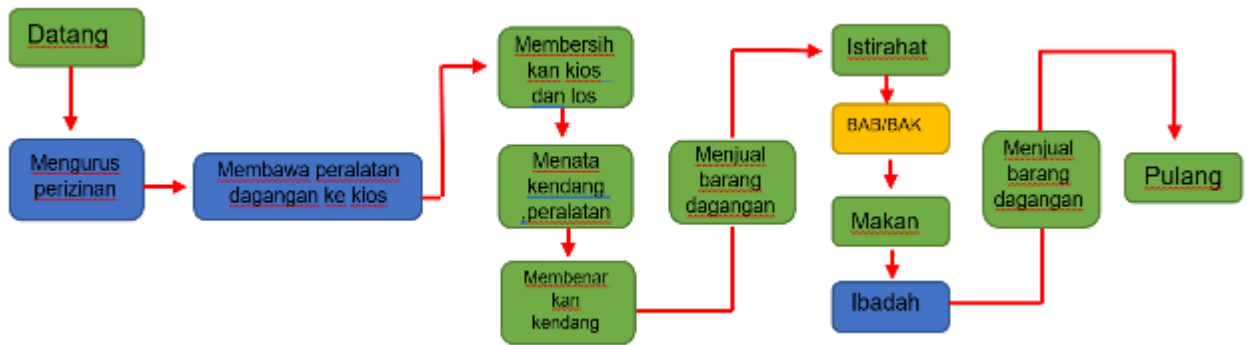 Datang
Mengurus
perizinan
Membawa peralatan
dagangan ke kios
Membersih
kan kios
dan los
Menata
kendang
.peralatan
Membenar
kan
kendang
Menjual
barang
dagangan
Istirahat
BAB/BAK
Makan
Ibadah
Menjual
barang
dagangan
Pulang